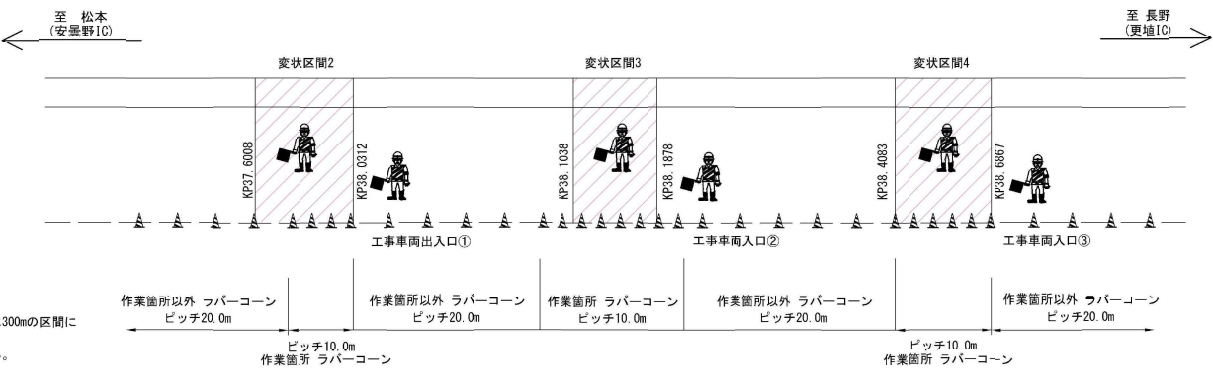 至 松本
(安曇野IC)
至 長野
(更埴IC)
変状区間2
変状区間3
変状区間4
KP37.6008
KP38.0312
KP38.1038
KP38.1878
KP38.4083
KP38.6867
工事車両出入口①
工事車両入口②
工事車両入口③
作業箇所以外 ラバーコーン
ピッチ20.0m
作業箇所以外 ラバーコーン
ピッチ20.0m
作業箇所 ラバーコーン
ピッチ10.0m
作業箇所以外 ラバーコーン
ピッチ20.0m
作業箇所以外 ラバーコーン
ピッチ20.0m
300mの区間に
。
ピッチ10.0m
作業箇所 ラバーコーン
ピッチ10.0m
作業箇所 ラバーコーン